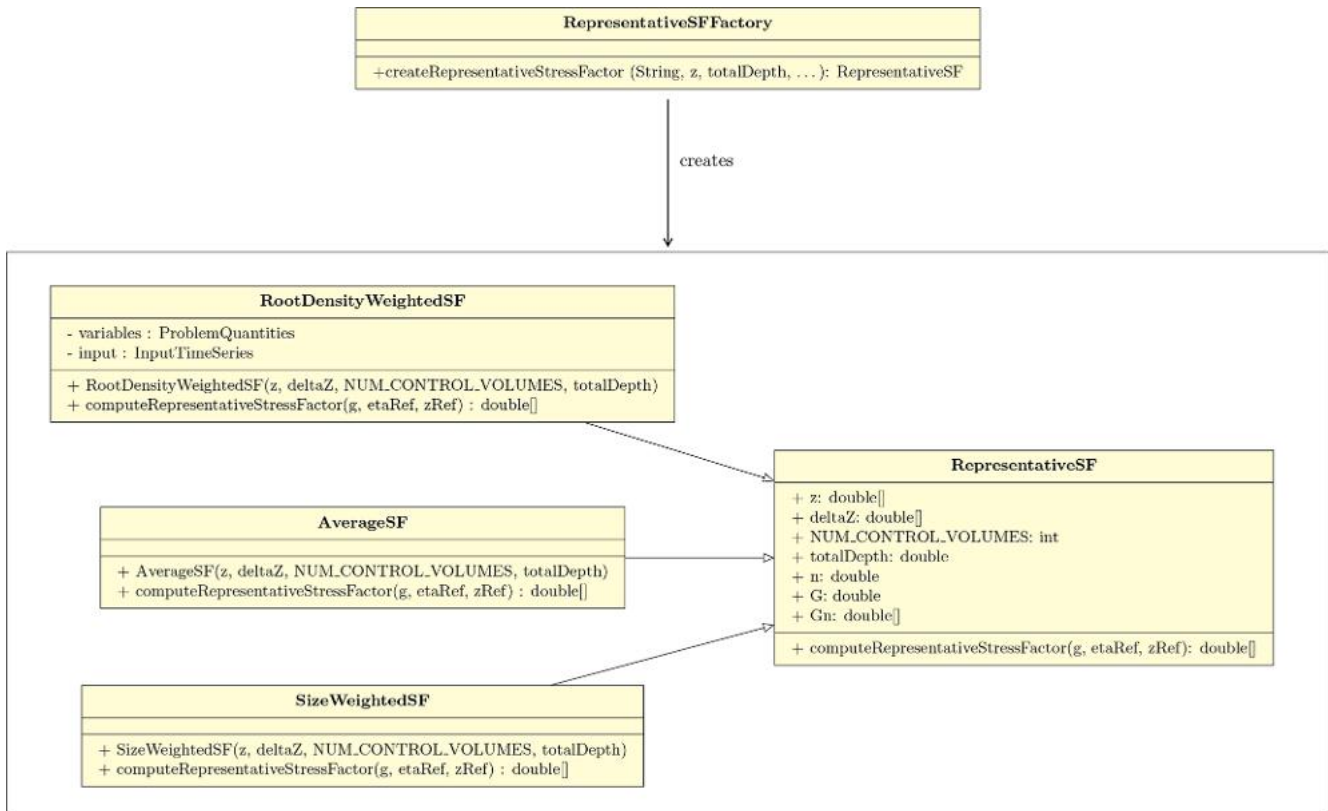 RepresentativeSFFactory
+createRepresentativeStressFactor (String, z, totalDepth, ...): RepresentativeSF
creates
RootDensityWeightedSF
- variables : ProblemQuantities
- input : InputTimeSeries
+ RootDensityWeightedSF(z, deltaZ, NUM_CONTROL_VOLUMES, totalDepth)
+ computeRepresentativeStressFactor(g, etaRef, zRef) : double[]
RepresentativeSF
+ z: double[]
+ deltaZ: double[]
+ NUM_CONTROL_VOLUMES: int
+ totalDepth: double
+ n: double
+ G: double
+ Gn: double[]
+ computeRepresentativeStressFactor(g, etaRef, zRef): double[]
AverageSF
+ AverageSF(z, deltaZ, NUM_CONTROL_VOLUMES, totalDepth)
+ computeRepresentativeStressFactor(g, etaRef, zRef) : double[]
SizeWeightedSF
+ SizeWeightedSF(z, deltaZ, NUM_CONTROL_VOLUMES, totalDepth)
+ computeRepresentativeStressFactor(g, etaRef, zRef) : double[]